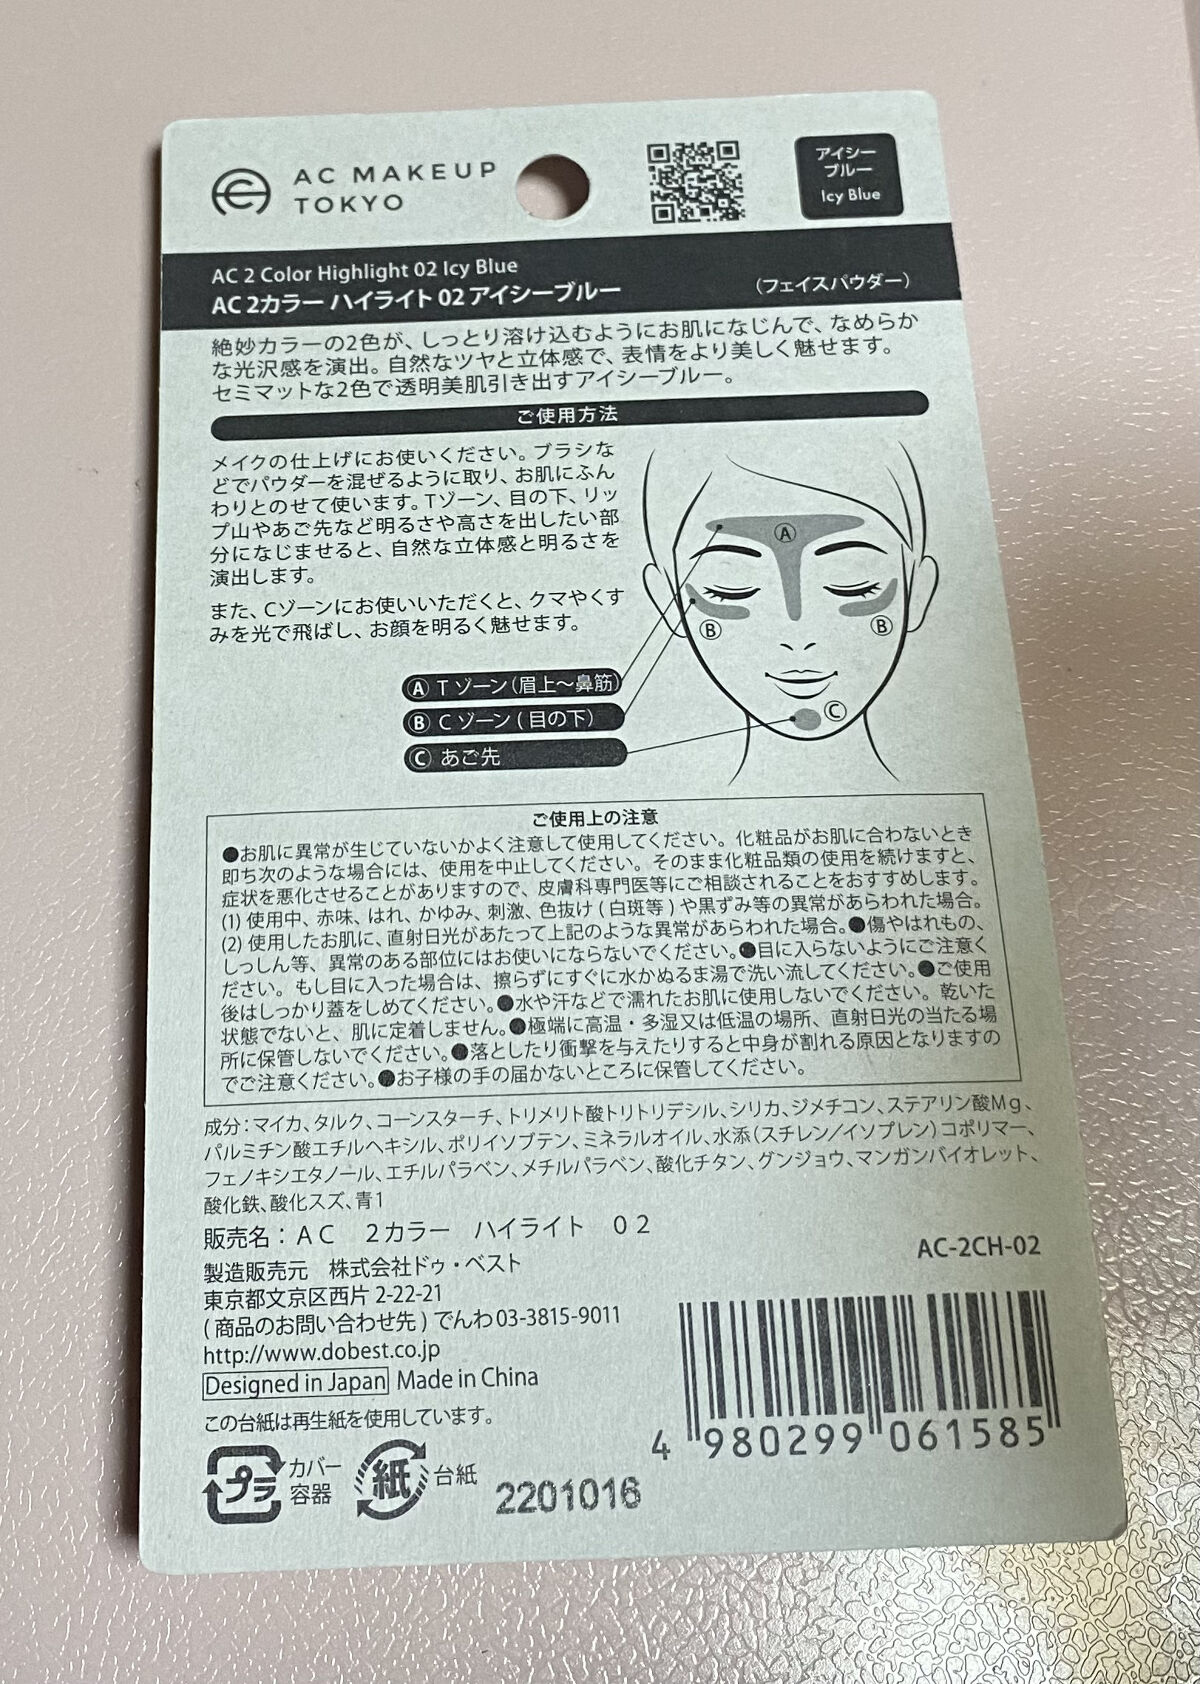 AC MAKEUP
TOKYO
アイシー
ブルー
Icy Blue
AC 2 Color Highlight 02 Icy Blue
AC 2カラー ハイライト 02 アイシーブルー
（フェイスパウダー）
絶妙カラーの2色が、しっとり溶け込むようにお肌になじんで、なめらか
な光沢感を演出。自然なツヤと立体感で、表情をより美しく魅せます。
セミマットな2色で透明美肌引き出すアイシーブルー。
ご使用方法
メイクの仕上げにお使いください。ブラシな
どでパウダーを混ぜるように取り、お肌にふん
わりとのせて使います。Tゾーン、目の下、リッ
プ山やあご先など明るさや高さを出したい部
分になじませると、自然な立体感と明るさを
演出します。
また、Cゾーンにお使いいただくと、クマやくす
みを光で飛ばし、お顔を明るく魅せます。
A
B
B
C
Ⓐ Tゾーン（眉上〜鼻筋）
Ⓑ Cゾーン（目の下）
Ⓒ あご先
ご使用上の注意
●お肌に異常が生じていないかよく注意して使用してください。化粧品がお肌に合わないとき
即ち次のような場合には、使用を中止してください。そのまま化粧品類の使用を続けますと、
症状を悪化させることがありますので、皮膚科専門医等にご相談されることをおすすめします。
(1) 使用中、赤味、はれ、かゆみ、刺激、色抜け（白斑等）や黒ずみ等の異常があらわれた場合。
(2) 使用したお肌に、直射日光があたって上記のような異常があらわれた場合。●傷やはれもの、
しっしん等、異常のある部位にはお使いにならないでください。●目に入らないようにご注意く
ださい。もし目に入った場合は、擦らずにすぐに水かぬるま湯で洗い流してください。●ご使用
後はしっかり蓋をしめてください。●水や汗などで濡れたお肌に使用しないでください。乾いた
状態でないと、肌に定着しません。●極端に高温・多湿又は低温の場所、直射日光の当たる場
所に保管しないでください。●落としたり衝撃を与えたりすると中身が割れる原因となりますの
でご注意ください。●お子様の手の届かないところに保管してください。
成分：マイカ、タルク、コーンスターチ、トリメリト酸トリトリデシル、シリカ、ジメチコン、ステアリン酸Mg、
パルミチン酸エチルヘキシル、ポリイソブテン、ミネラルオイル、水添（スチレン／イソプレン）コポリマー、
フェノキシエタノール、エチルパラベン、メチルパラベン、酸化チタン、グンジョウ、マンガンバイオレット、
酸化鉄、酸化スズ、青1
販売名：ＡＣ　２カラー　ハイライト　０２
AC-2CH-02
製造販売元　株式会社ドゥ・ベスト
東京都文京区西片 2-22-21
（商品のお問い合わせ先）でんわ 03-3815-9011
http://www.dobest.co.jp
Designed in Japan Made in China
この台紙は再生紙を使用しています。
プラ
カバー
容器
紙
台紙
2201016
4 980299 061585